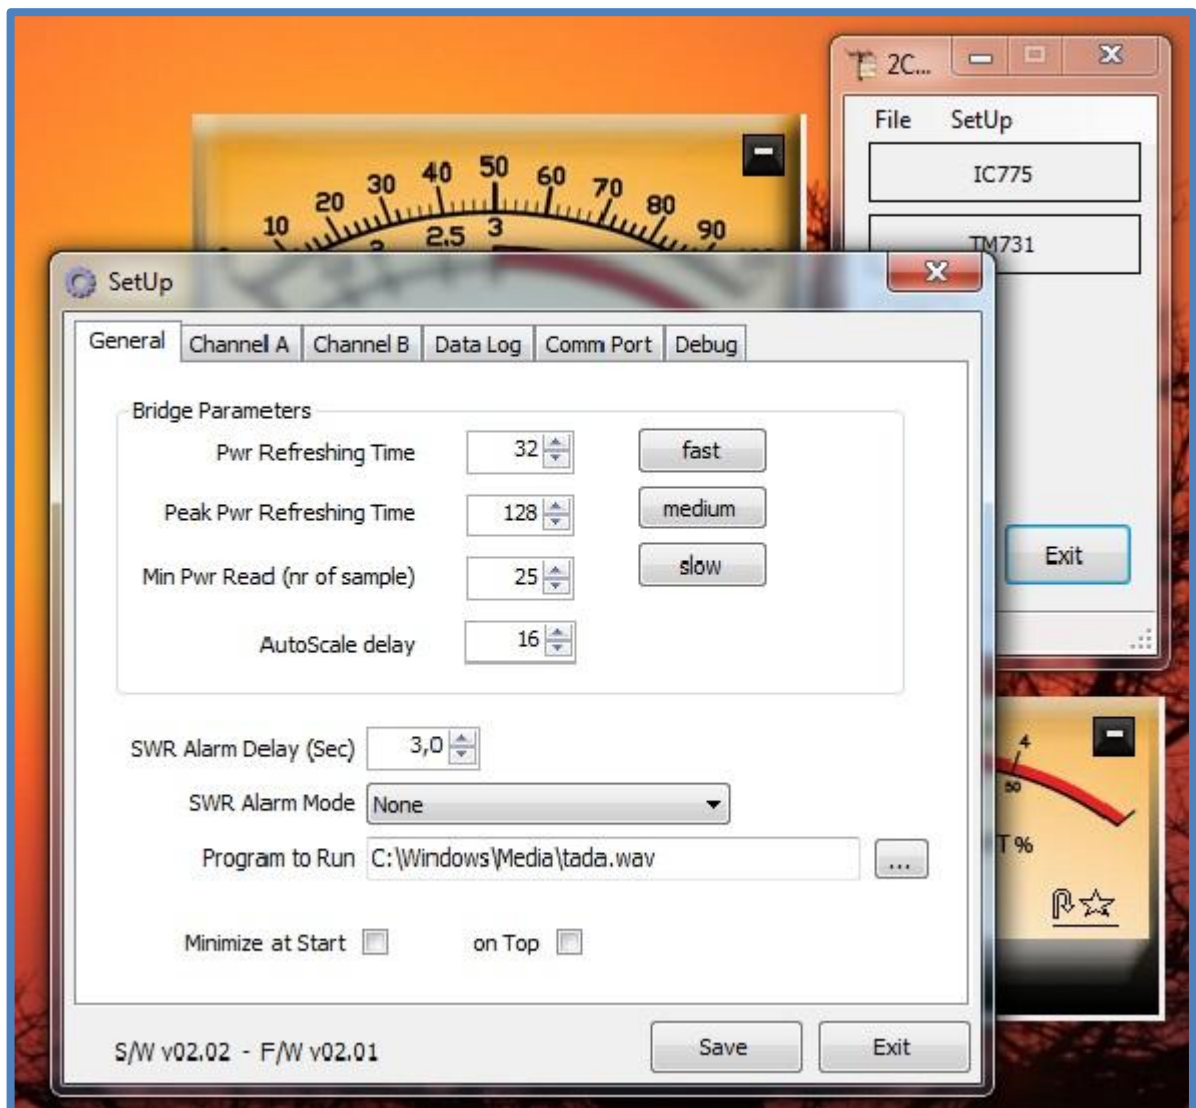 2C...
File SetUp
IC775
TM731
Exit
10 20 30 40 50 60 70 80 90
2.5 3
SetUp
General Channel A Channel B Data Log Comm Port Debug
Bridge Parameters
Pwr Refreshing Time 32 fast
Peak Pwr Refreshing Time 128 medium
Min Pwr Read (nr of sample) 25 slow
AutoScale delay 16
SWR Alarm Delay (Sec) 3,0
SWR Alarm Mode None
Program to Run C:\Windows\Media\tada.wav ...
Minimize at Start on Top
S/W v02.02 - F/W v02.01 Save Exit
4
50
T %